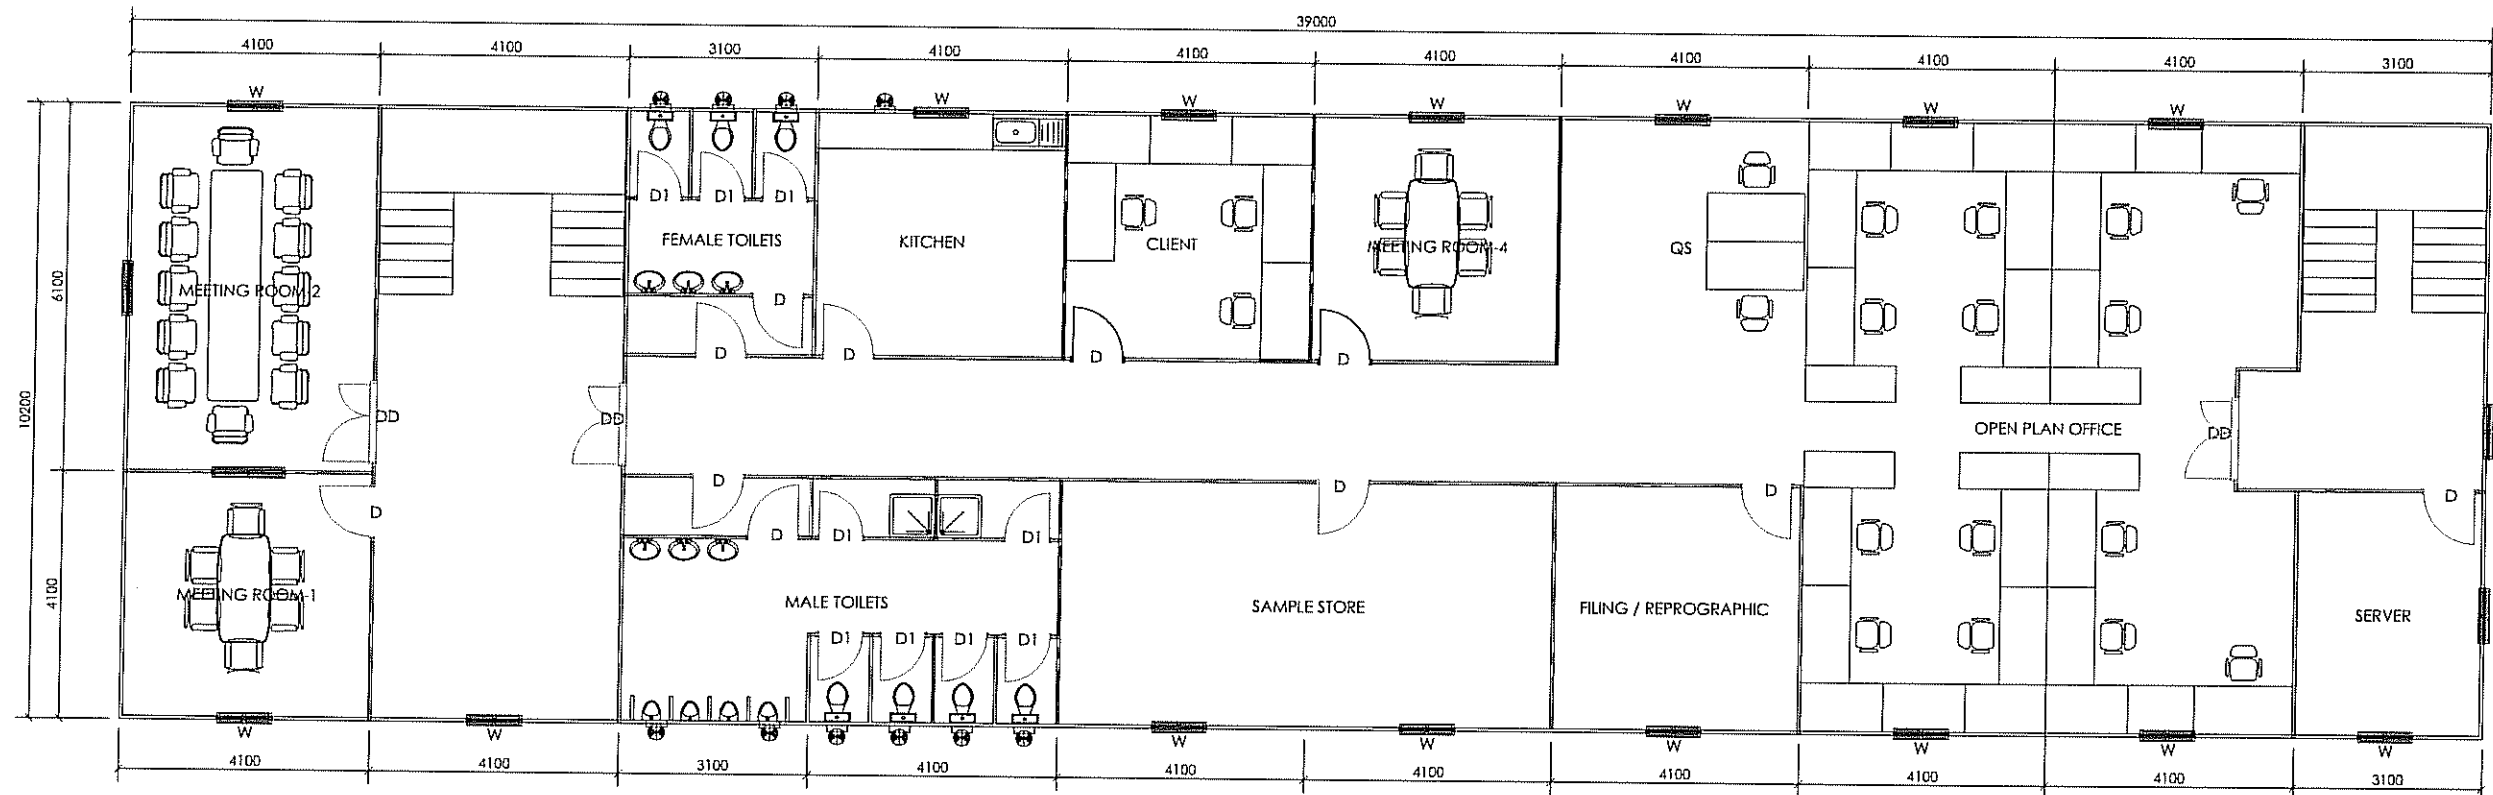 39000
4100
4100
3100
4100
4100
4100
4100
4100
4100
3100
W
W
W
W
W
W
W
D1
D1
D1
FEMALE TOILETS
KITCHEN
CLIENT
MEETING ROOM-4
QS
6100
MEETING ROOM-2
D
D
D
D
D
10200
DD
DD
OPEN PLAN OFFICE
DD
D
D
D
D
D
D
D1
D1
4100
MEETING ROOM-1
MALE TOILETS
SAMPLE STORE
FILING / REPROGRAPHIC
SERVER
D1
D1
D1
D1
W
W
W
W
W
W
W
W
4100
4100
3100
4100
4100
4100
4100
4100
4100
3100